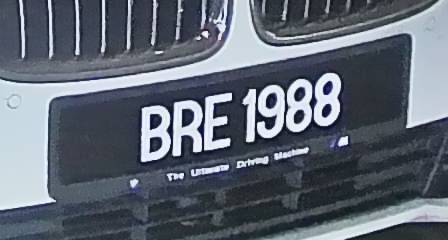 BRE 1988
The Ultimate Driving Machine